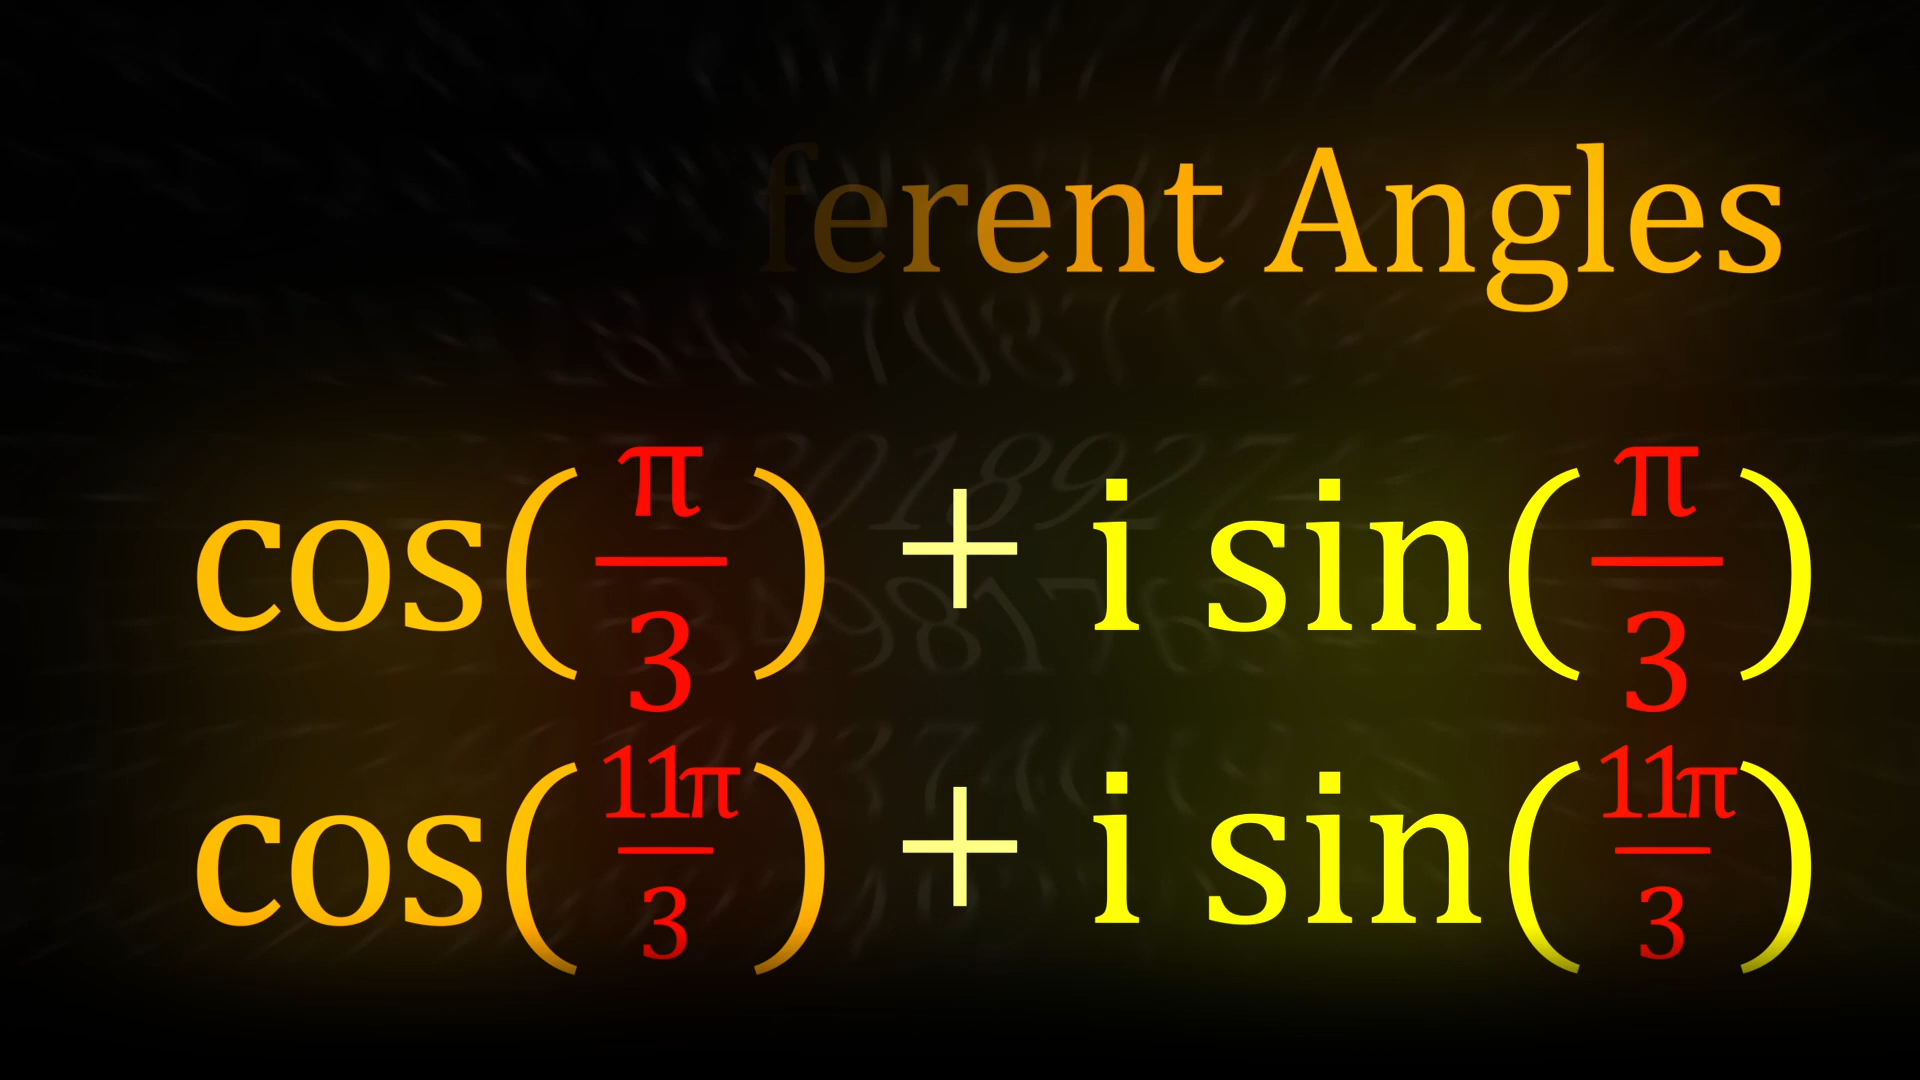 ferent Angles
cos(π/3) + i sin(π/3)
cos(11π/3) + i sin(11π/3)